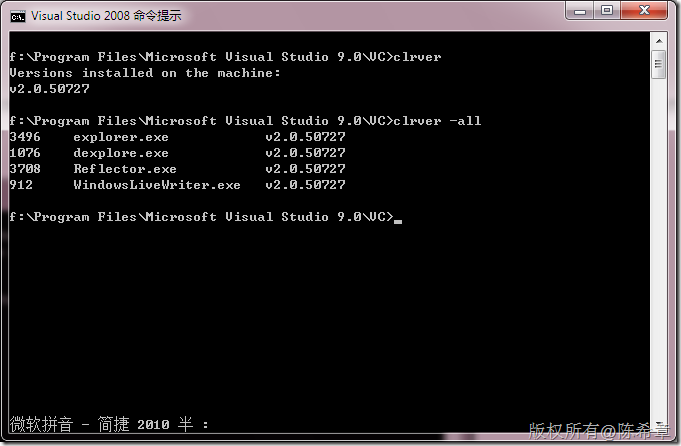 Visual Studio 2008 命令提示
f:\Program Files\Microsoft Visual Studio 9.0\VC>clrver
Versions installed on the machine:
v2.0.50727
f:\Program Files\Microsoft Visual Studio 9.0\VC>clrver -all
3496    explorer.exe            v2.0.50727
1076    dexplore.exe            v2.0.50727
3708    Reflector.exe           v2.0.50727
912     WindowsLiveWriter.exe   v2.0.50727
f:\Program Files\Microsoft Visual Studio 9.0\VC>
微软拼音 - 简捷 2010 半 :
版权所有@陈希章